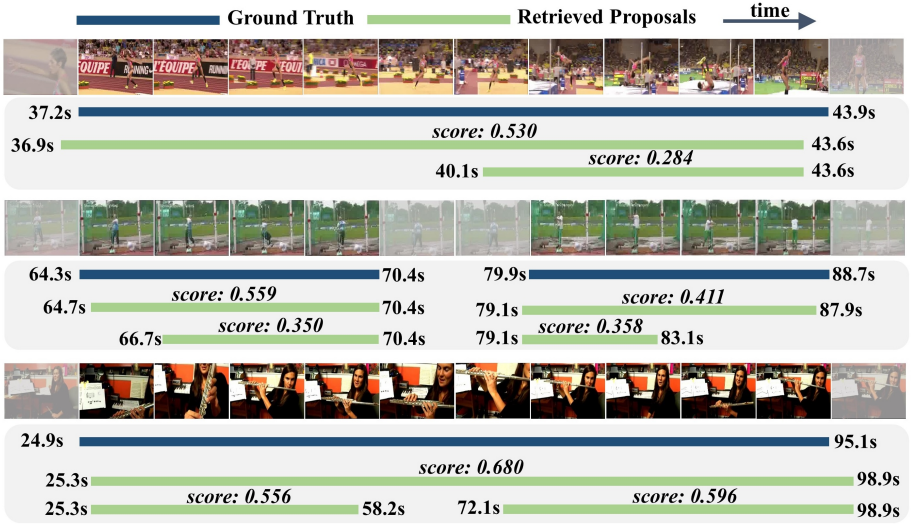 Ground Truth Retrieved Proposals time
L'ÉQUIPE RUNNING L'ÉQUIPE RUNNING L'ÉQUIPE
37.2s 43.9s
score: 0.530
36.9s 43.6s
score: 0.284
40.1s 43.6s
64.3s 70.4s 79.9s 88.7s
score: 0.559 score: 0.411
64.7s 70.4s 79.1s 87.9s
score: 0.350 score: 0.358
66.7s 70.4s 79.1s 83.1s
24.9s 95.1s
score: 0.680
25.3s 98.9s
score: 0.556 score: 0.596
25.3s 58.2s 72.1s 98.9s